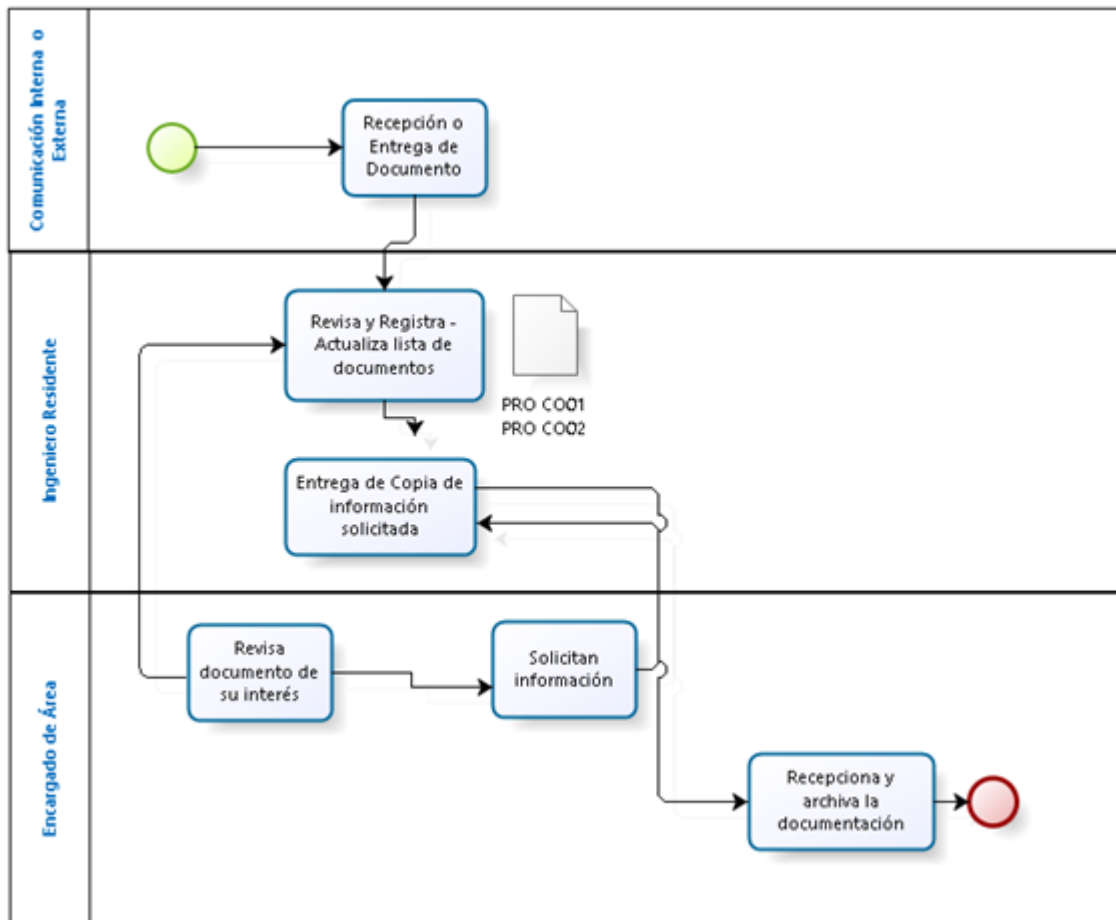 Comunicación Interna o
Externa
Recepción o
Entrega de
Documento
Ingeniero Residente
Revisa y Registra -
Actualiza lista de
documentos
PRO CO01
PRO CO02
Entrega de Copia de
información
solicitada
Encargado de Área
Revisa
documento de
su interés
Solicitan
información
Recepciona y
archiva la
documentación